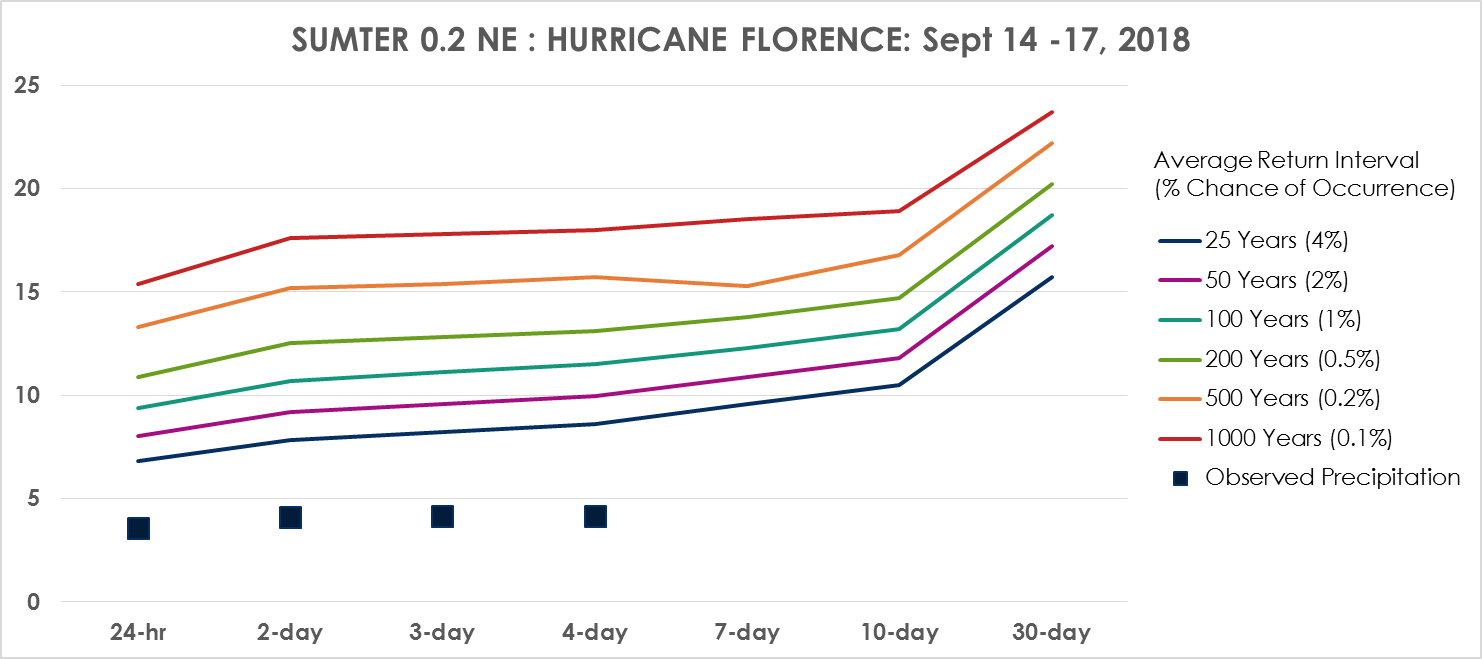 SUMTER 0.2 NE : HURRICANE FLORENCE: Sept 14 -17, 2018
25
20
15
10
5
0
24-hr
2-day
3-day
4-day
7-day
10-day
30-day
Average Return Interval
(% Chance of Occurrence)
25 Years (4%)
50 Years (2%)
100 Years (1%)
200 Years (0.5%)
500 Years (0.2%)
1000 Years (0.1%)
Observed Precipitation